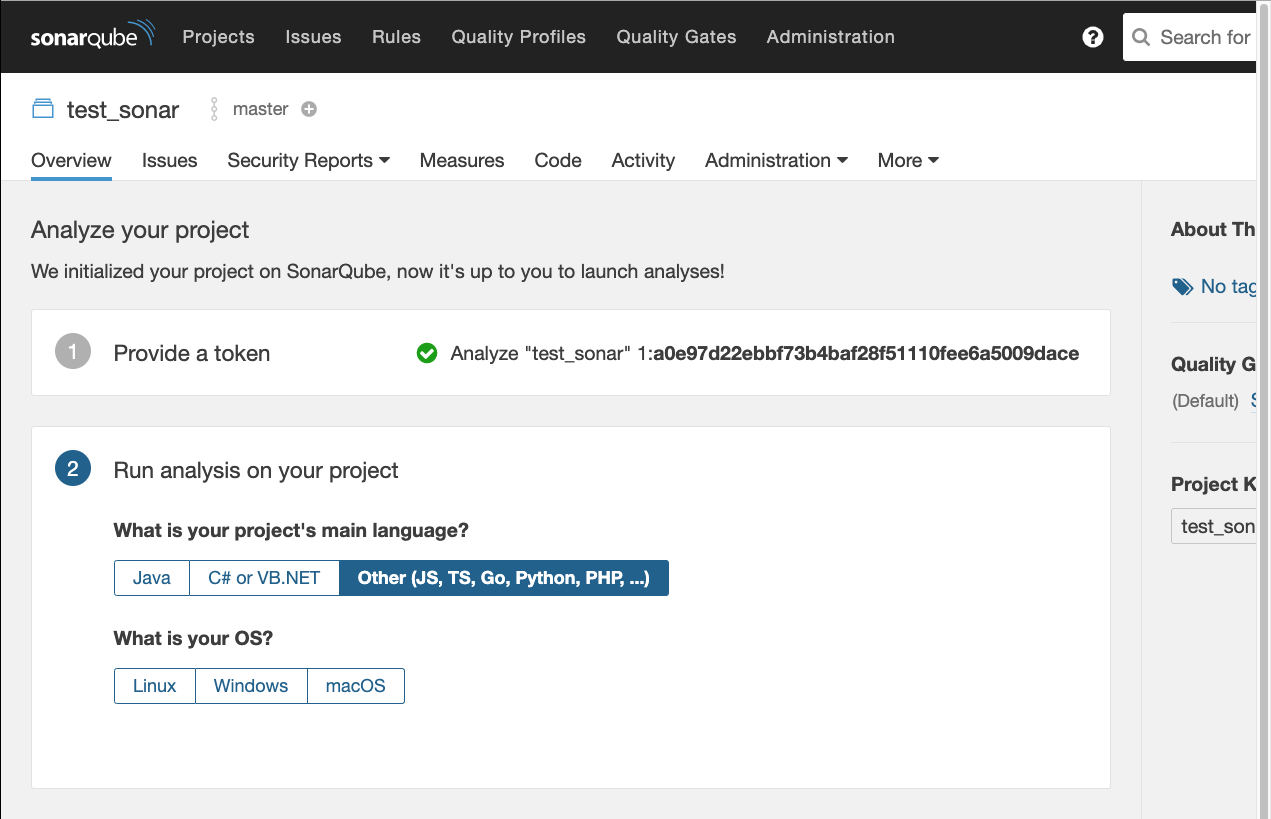 sonarqube Projects Issues Rules Quality Profiles Quality Gates Administration ? Search for
test_sonar master
Overview Issues Security Reports Measures Code Activity Administration More
Analyze your project
We initialized your project on SonarQube, now it's up to you to launch analyses!
1 Provide a token Analyze "test_sonar" 1:a0e97d22ebbf73b4baf28f51110fee6a5009dace
2 Run analysis on your project
What is your project's main language?
Java C# or VB.NET Other (JS, TS, Go, Python, PHP, ...)
What is your OS?
Linux Windows macOS
About Th
No tag
Quality G
(Default) S
Project K
test_son